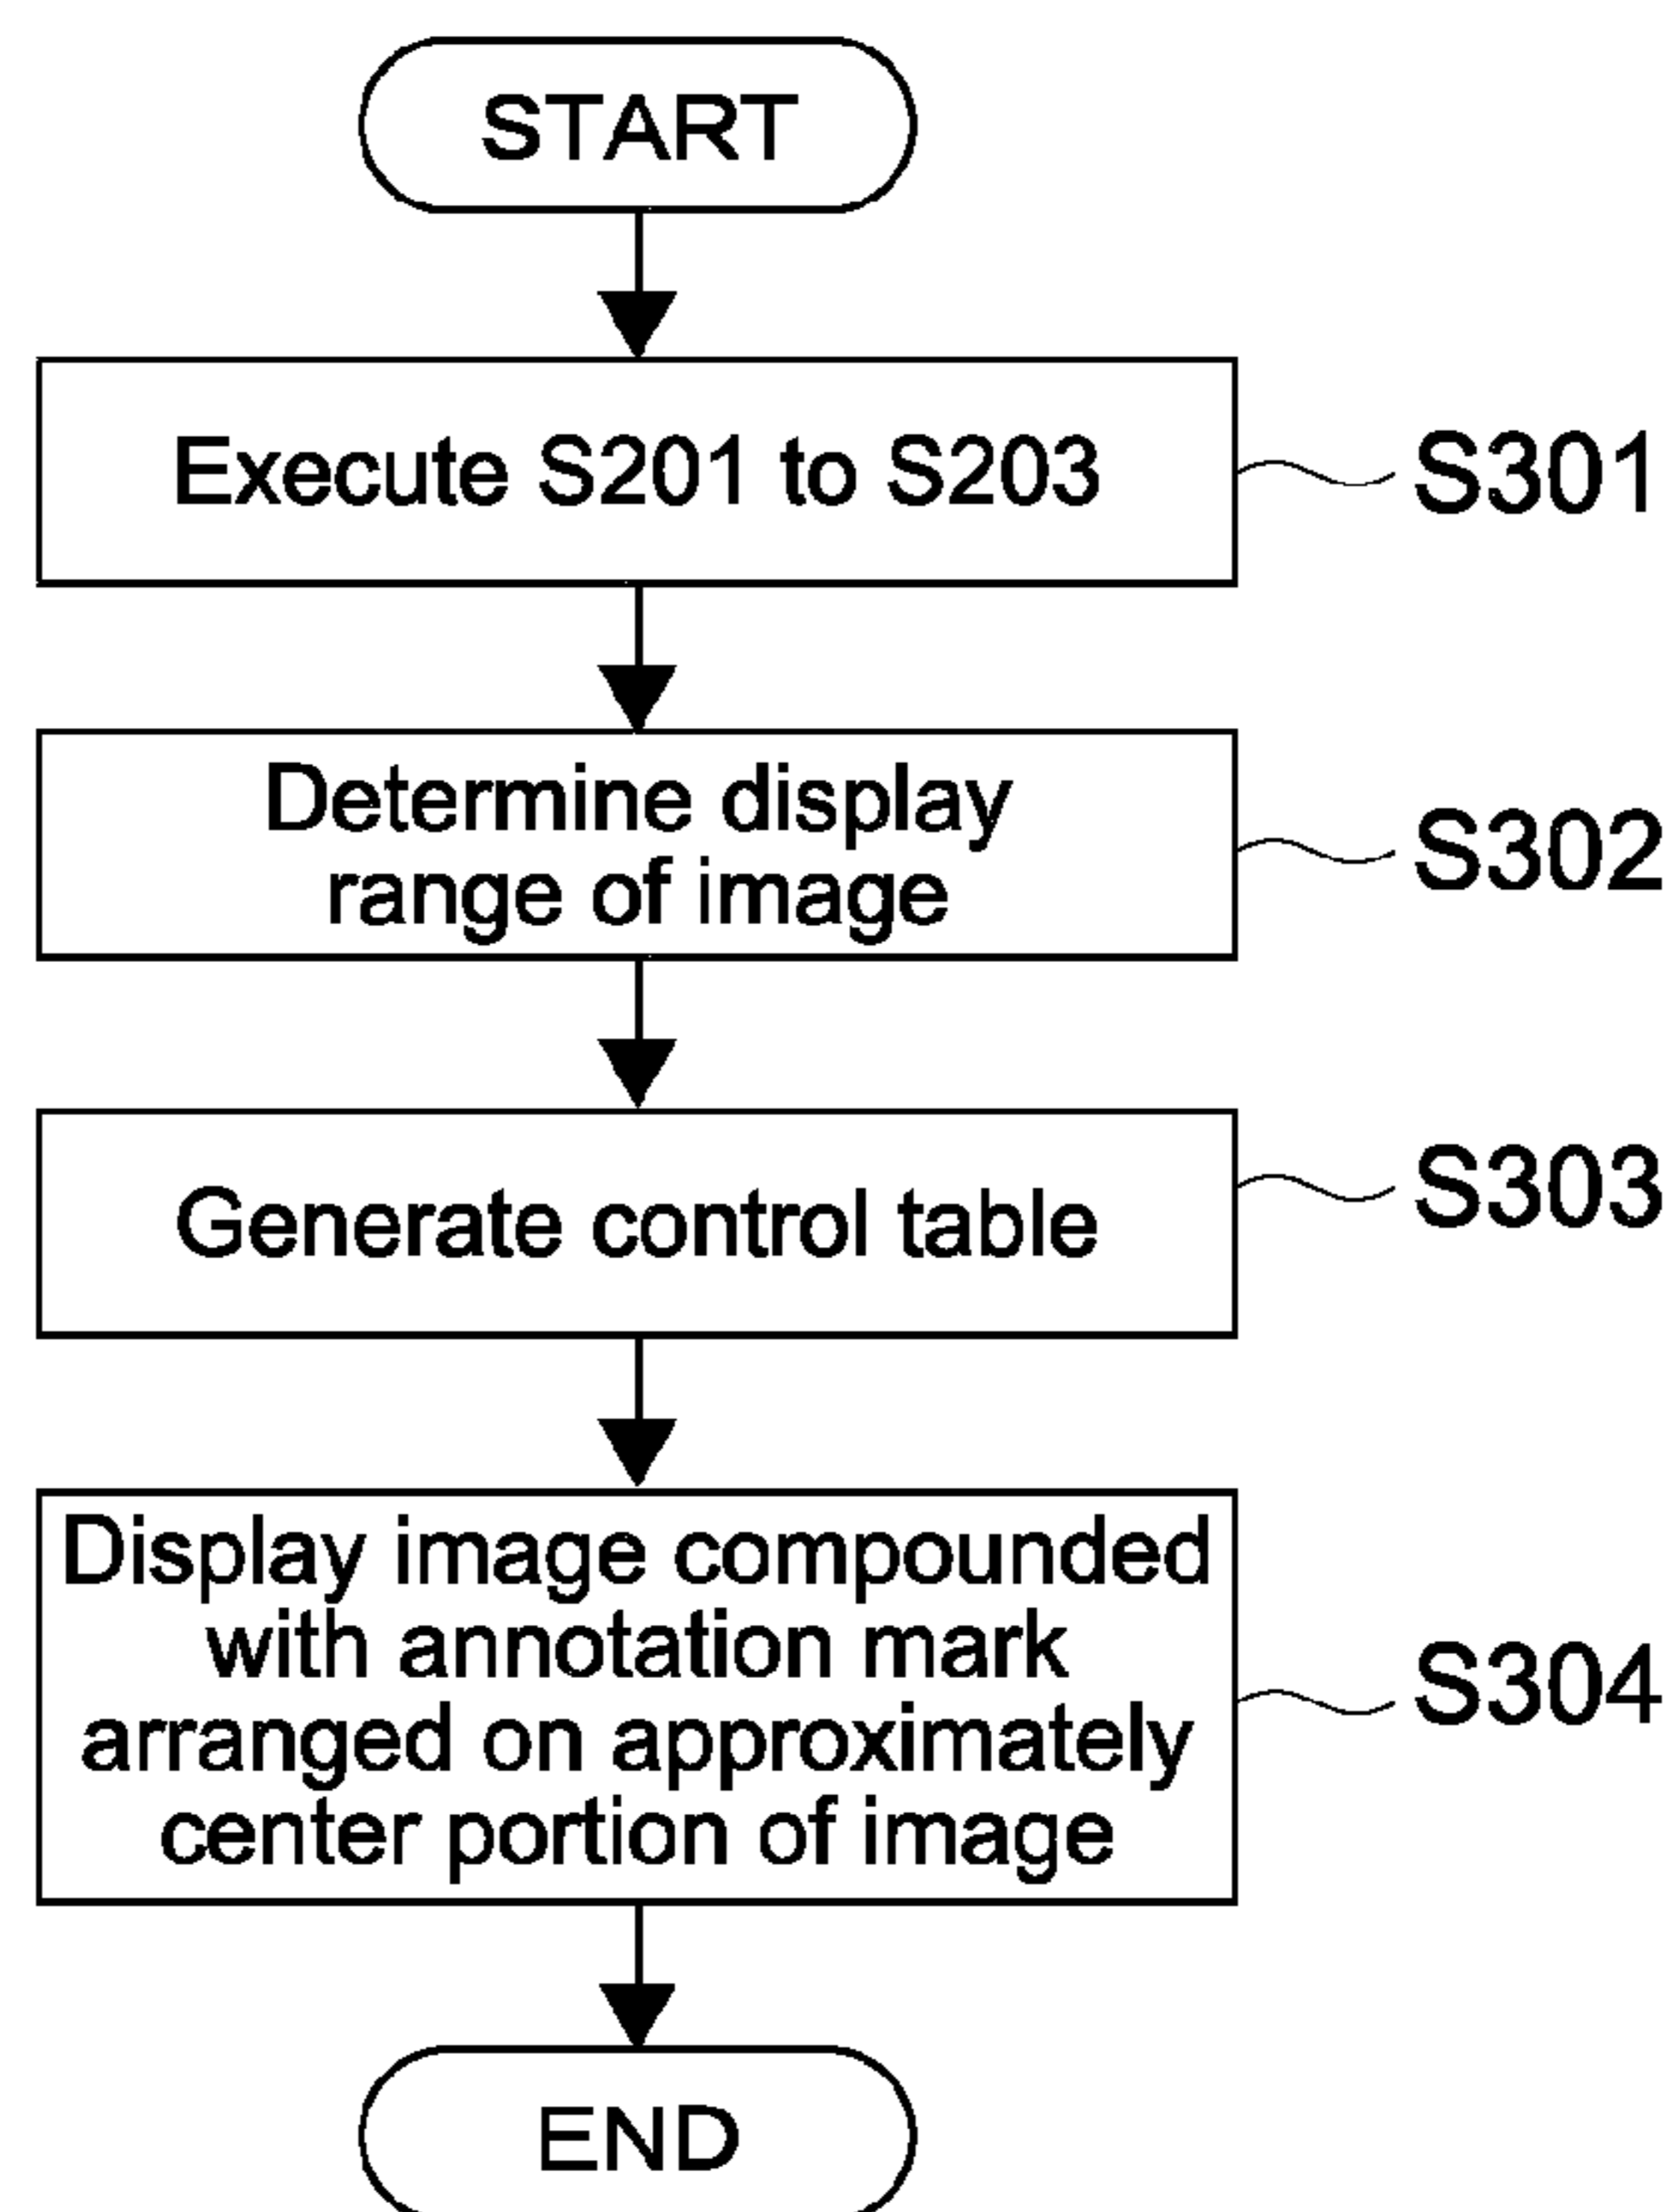 START
Execute S201 to S203
S301
Determine display
range of image
S302
Generate control table
S303
Display image compounded
with annotation mark
arranged on approximately
center portion of image
S304
END